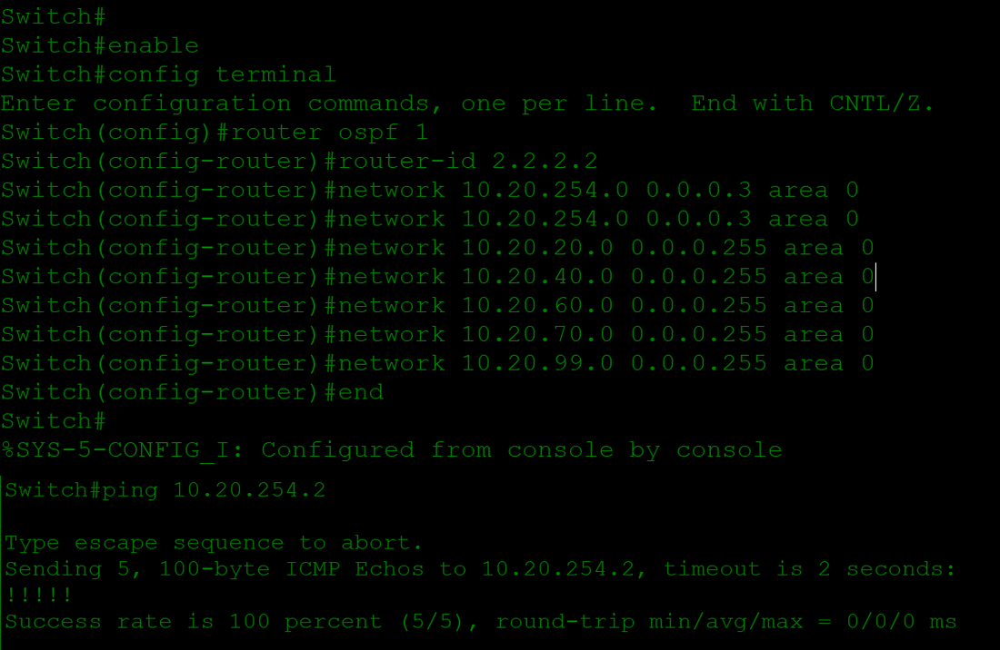 Switch#
Switch#enable
Switch#config terminal
Enter configuration commands, one per line.  End with CNTL/Z.
Switch(config)#router ospf 1
Switch(config-router)#router-id 2.2.2.2
Switch(config-router)#network 10.20.254.0 0.0.0.3 area 0
Switch(config-router)#network 10.20.254.0 0.0.0.3 area 0
Switch(config-router)#network 10.20.20.0 0.0.0.255 area 0
Switch(config-router)#network 10.20.40.0 0.0.0.255 area 0
Switch(config-router)#network 10.20.60.0 0.0.0.255 area 0
Switch(config-router)#network 10.20.70.0 0.0.0.255 area 0
Switch(config-router)#network 10.20.99.0 0.0.0.255 area 0
Switch(config-router)#end
Switch#
%SYS-5-CONFIG_I: Configured from console by console
Switch#ping 10.20.254.2
Type escape sequence to abort.
Sending 5, 100-byte ICMP Echos to 10.20.254.2, timeout is 2 seconds:
!!!!!
Success rate is 100 percent (5/5), round-trip min/avg/max = 0/0/0 ms